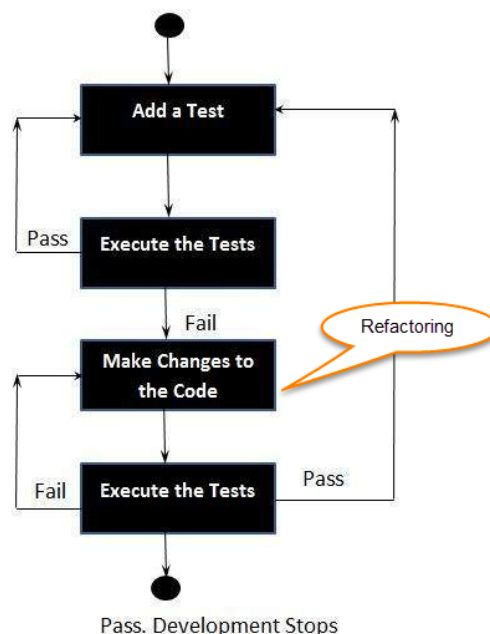 Add a Test
Pass
Execute the Tests
Fail
Refactoring
Make Changes to
the Code
Fail
Execute the Tests
Pass
Pass. Development Stops